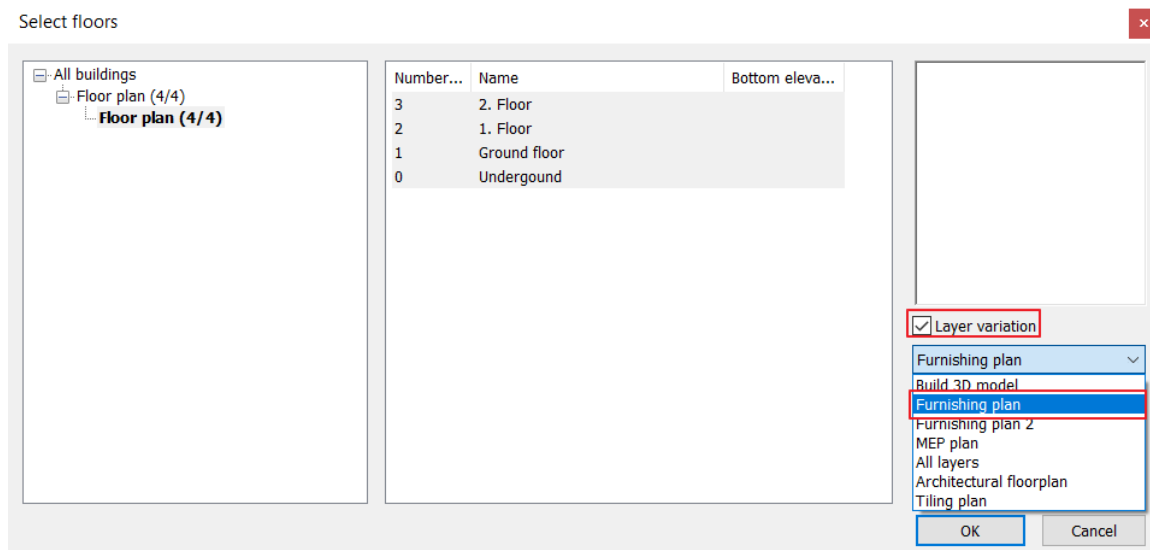 Select floors
All buildings
Floor plan (4/4)
Floor plan (4/4)
Number... Name Bottom eleva...
3 2. Floor
2 1. Floor
1 Ground floor
0 Undergound
Layer variation
Furnishing plan
Build 3D model
Furnishing plan
Furnishing plan 2
MEP plan
All layers
Architectural floorplan
Tiling plan
OK Cancel